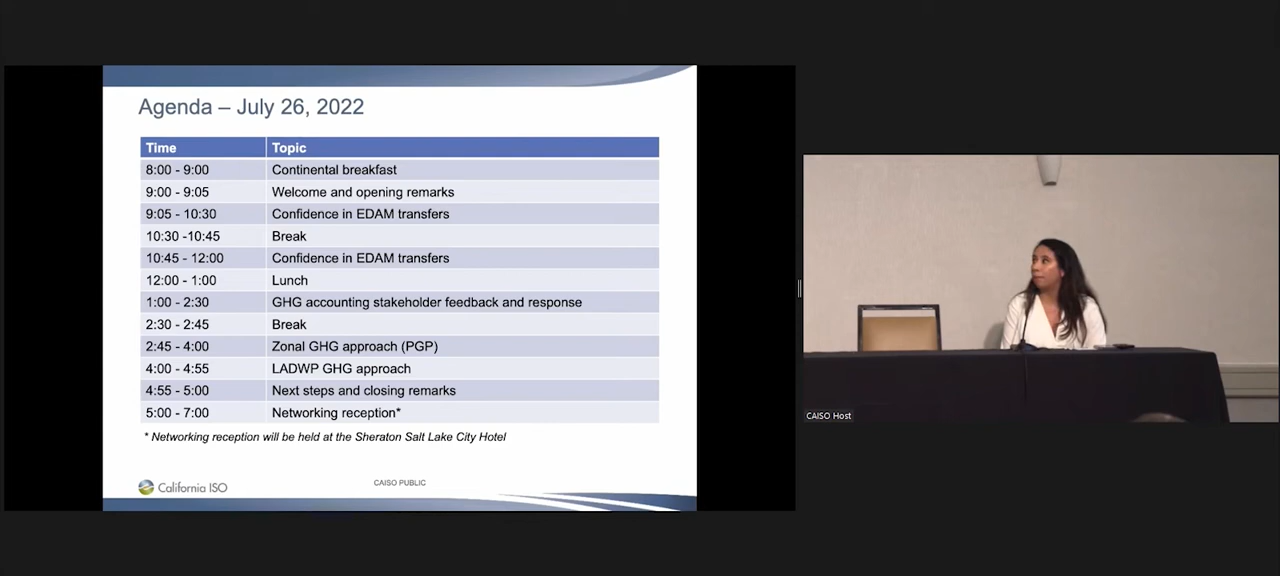 Agenda – July 26, 2022
Time Topic
8:00 - 9:00 Continental breakfast
9:00 - 9:05 Welcome and opening remarks
9:05 - 10:30 Confidence in EDAM transfers
10:30 -10:45 Break
10:45 - 12:00 Confidence in EDAM transfers
12:00 - 1:00 Lunch
1:00 - 2:30 GHG accounting stakeholder feedback and response
2:30 - 2:45 Break
2:45 - 4:00 Zonal GHG approach (PGP)
4:00 - 4:55 LADWP GHG approach
4:55 - 5:00 Next steps and closing remarks
5:00 - 7:00 Networking reception*
* Networking reception will be held at the Sheraton Salt Lake City Hotel
California ISO
CAISO PUBLIC
CAISO Host